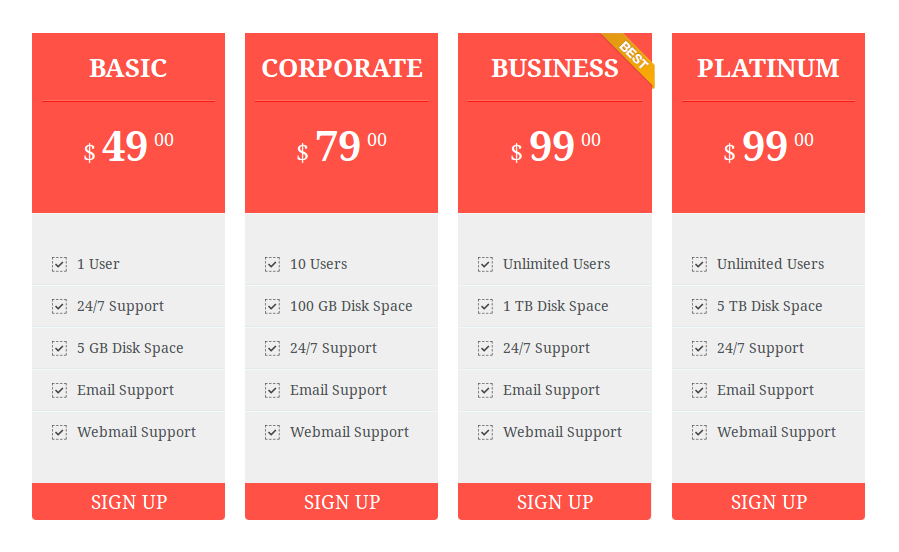 BASIC
$ 49 00
1 User
24/7 Support
5 GB Disk Space
Email Support
Webmail Support
SIGN UP
CORPORATE
$ 79 00
10 Users
100 GB Disk Space
24/7 Support
Email Support
Webmail Support
SIGN UP
BUSINESS
BEST
$ 99 00
Unlimited Users
1 TB Disk Space
24/7 Support
Email Support
Webmail Support
SIGN UP
PLATINUM
$ 99 00
Unlimited Users
5 TB Disk Space
24/7 Support
Email Support
Webmail Support
SIGN UP